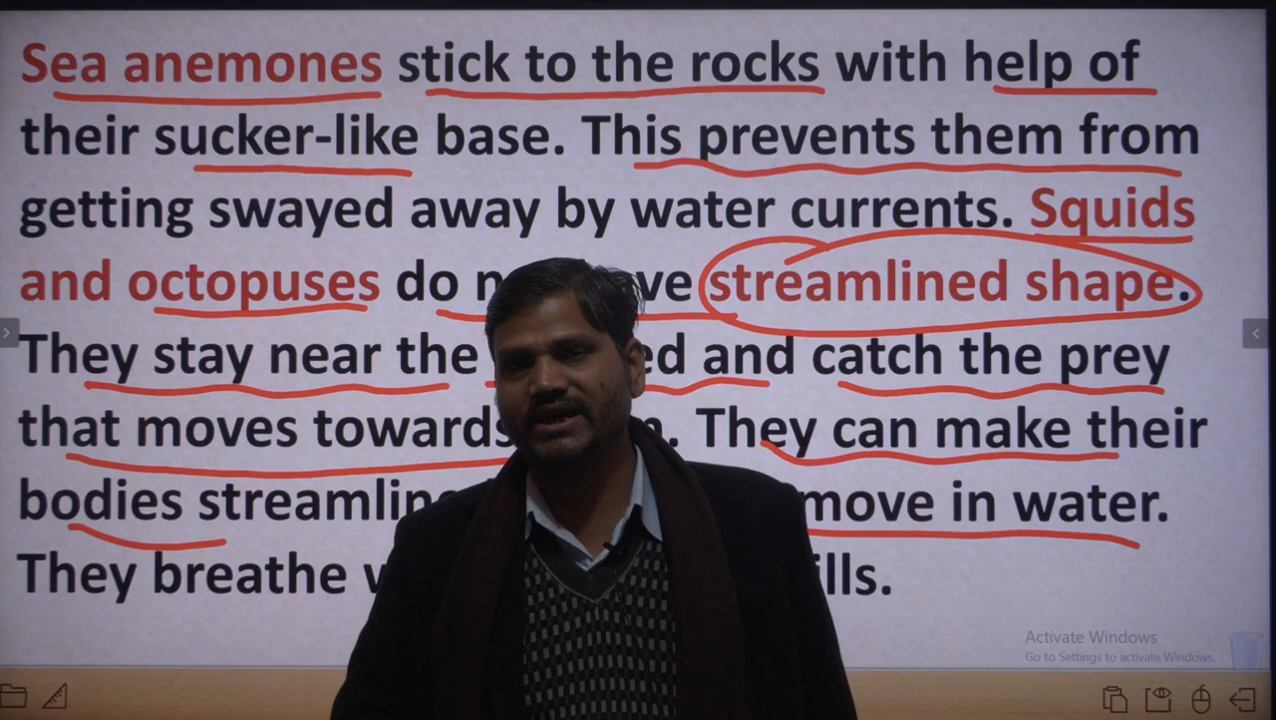 Sea anemones stick to the rocks with help of
their sucker-like base. This prevents them from
getting swayed away by water currents. Squids
and octopuses do streamlined shape.
They stay near the and catch the prey
that moves towards They can make their
bodies move in water.
They breathe
Activate Windows
Go to Settings to activate Windows.